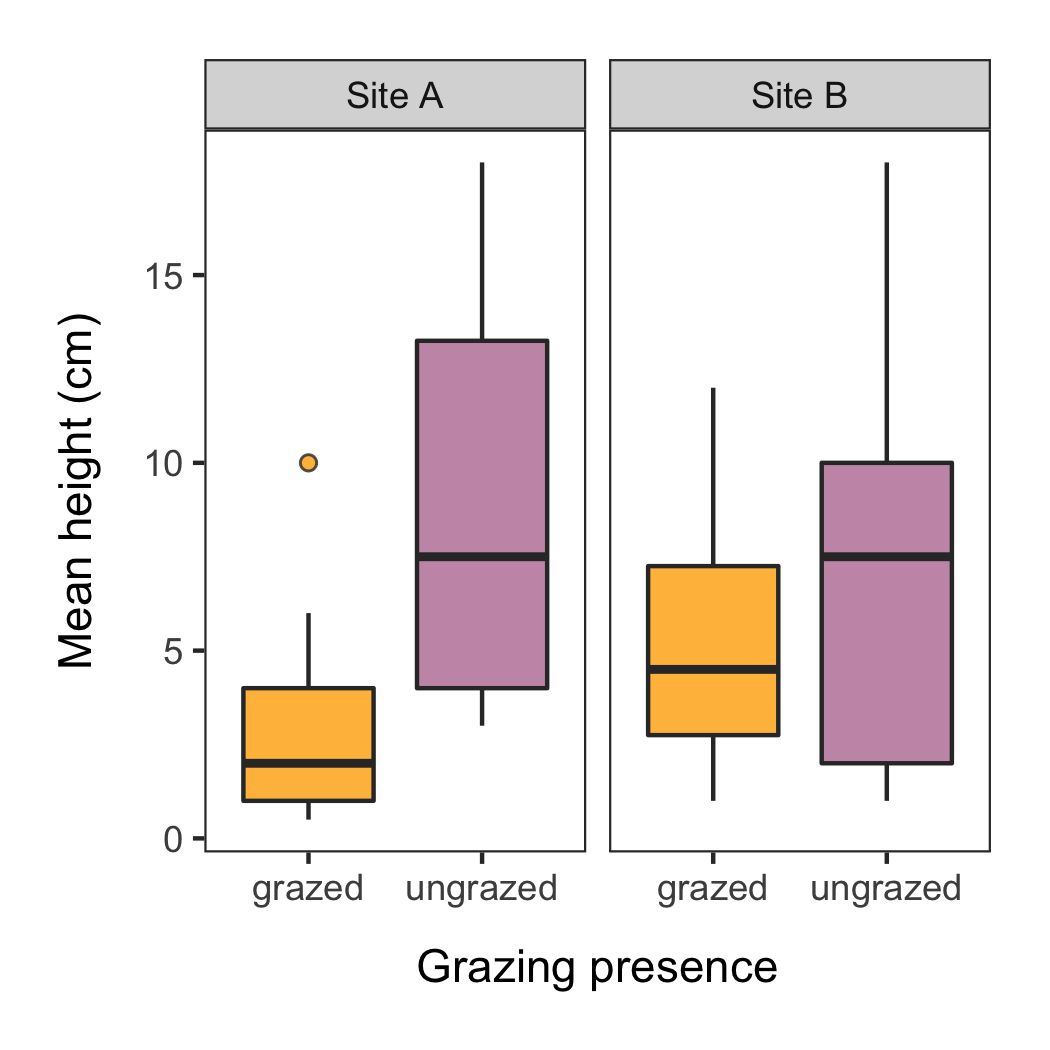 Site A
Site B
Mean height (cm)
15
10
5
0
grazed
ungrazed
grazed
ungrazed
Grazing presence